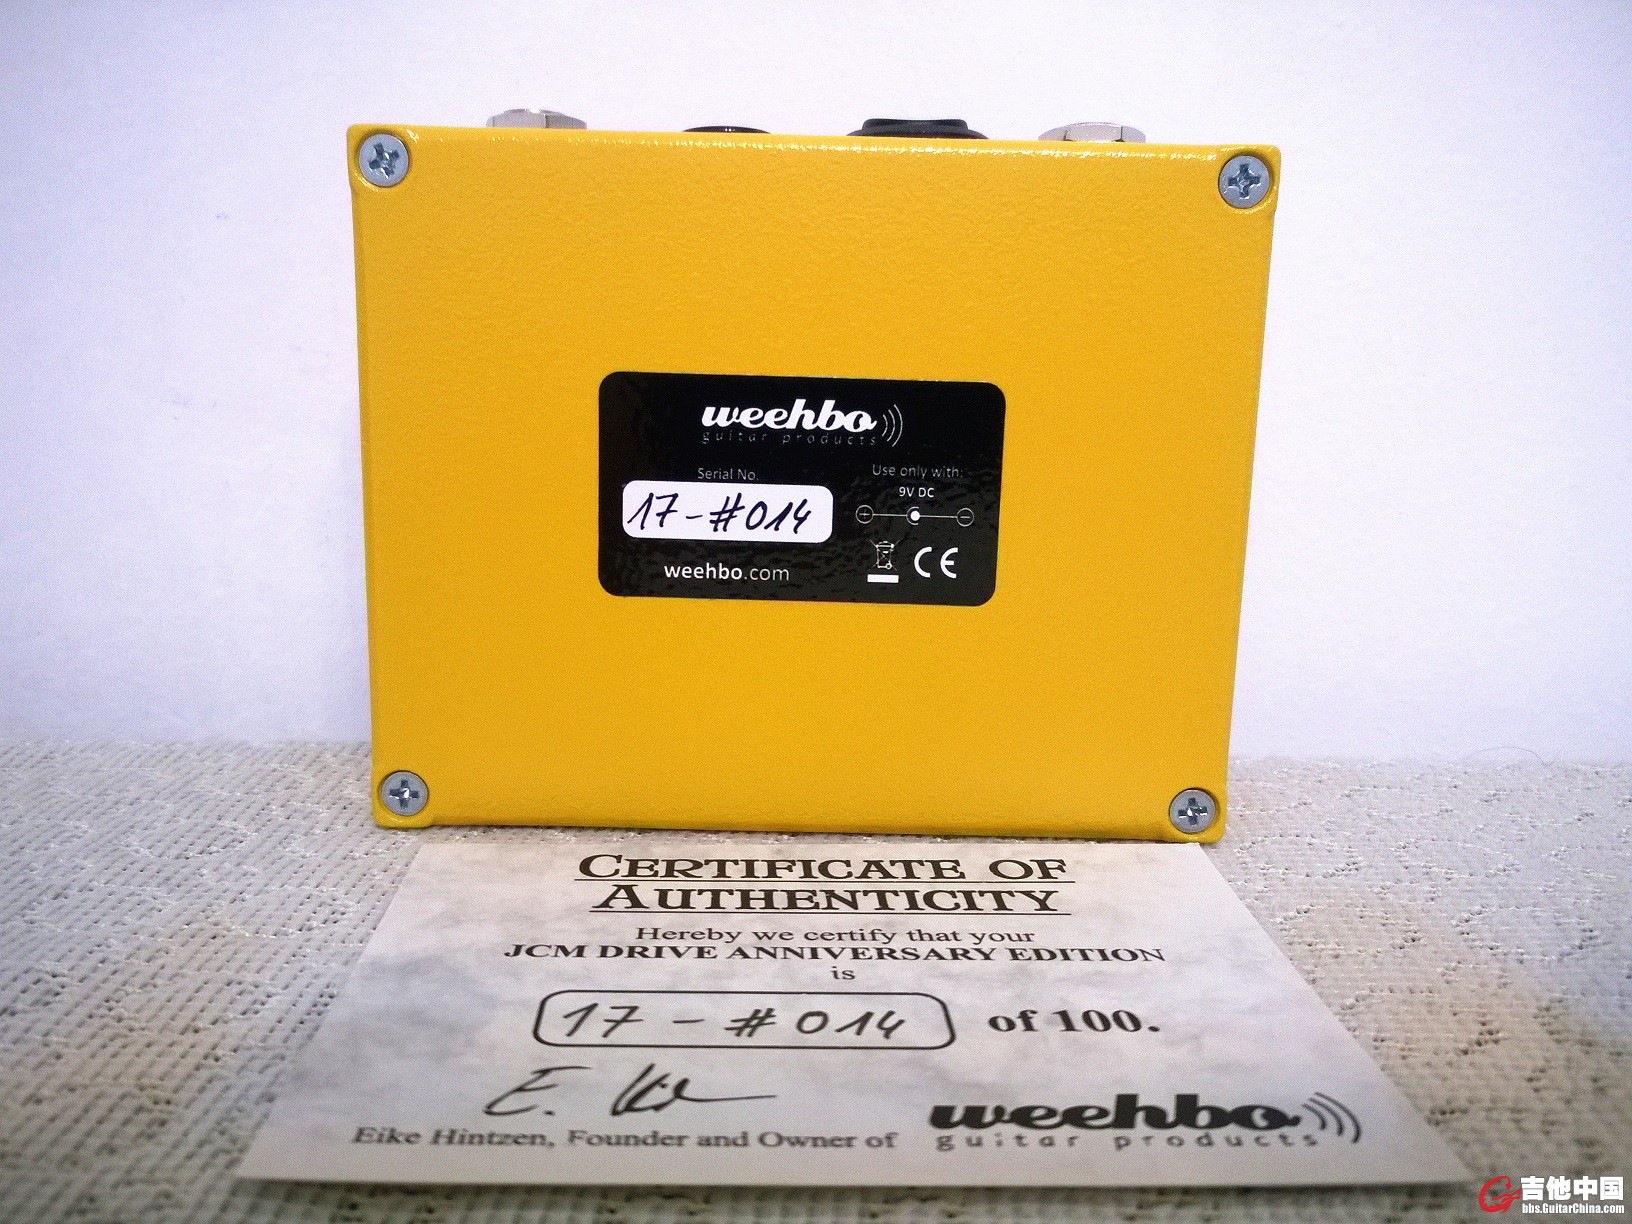 weehbo
guitar products
Serial No.
17-#014
weehbo.com
Use only with:
9V DC
CE
CERTIFICATE OF
AUTHENTICITY
Hereby we certify that your
JCM DRIVE ANNIVERSARY EDITION
is
17-#014 of 100.
E. Hin
Eike Hintzen, Founder and Owner of
weehbo
guitar products
吉他中国
bbs.GuitarChina.com